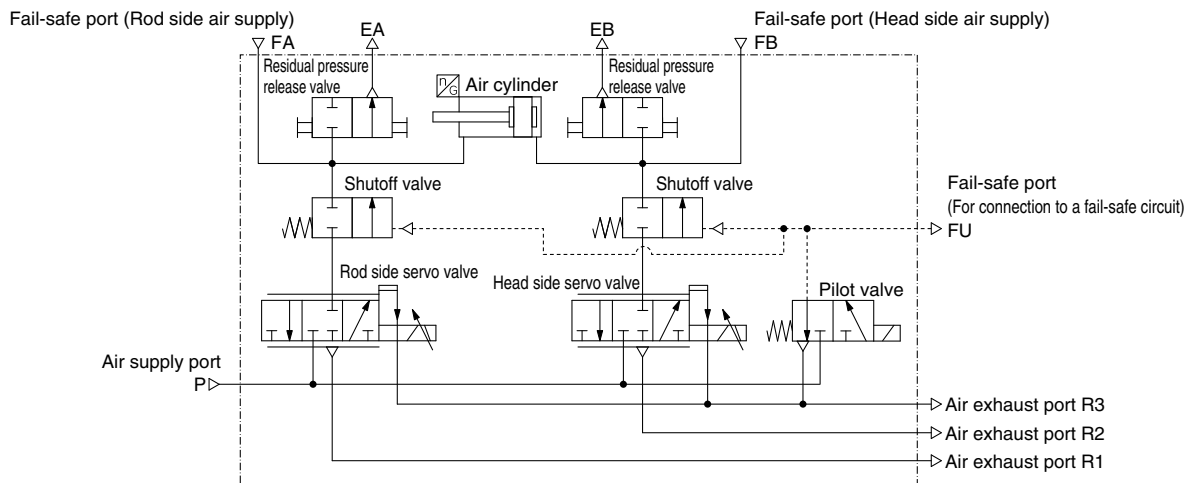 Fail-safe port (Rod side air supply)
FA
EA
EB
Fail-safe port (Head side air supply)
FB
Residual pressure
release valve
n/G
Air cylinder
Residual pressure
release valve
Shutoff valve
Shutoff valve
Fail-safe port
(For connection to a fail-safe circuit)
FU
Rod side servo valve
Head side servo valve
Pilot valve
Air supply port
P
Air exhaust port R3
Air exhaust port R2
Air exhaust port R1